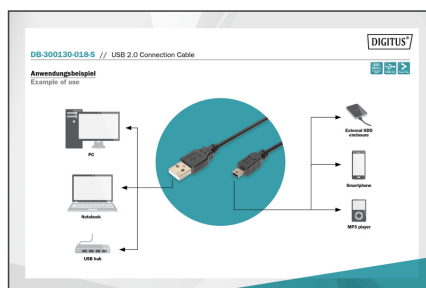 DIGITUS®
DB-300130-018-S // USB 2.0 Connection Cable
Anwendungsbeispiel
Example of use
PC
Notebook
USB hub
External HDD
enclosure
Smartphone
MP3 player